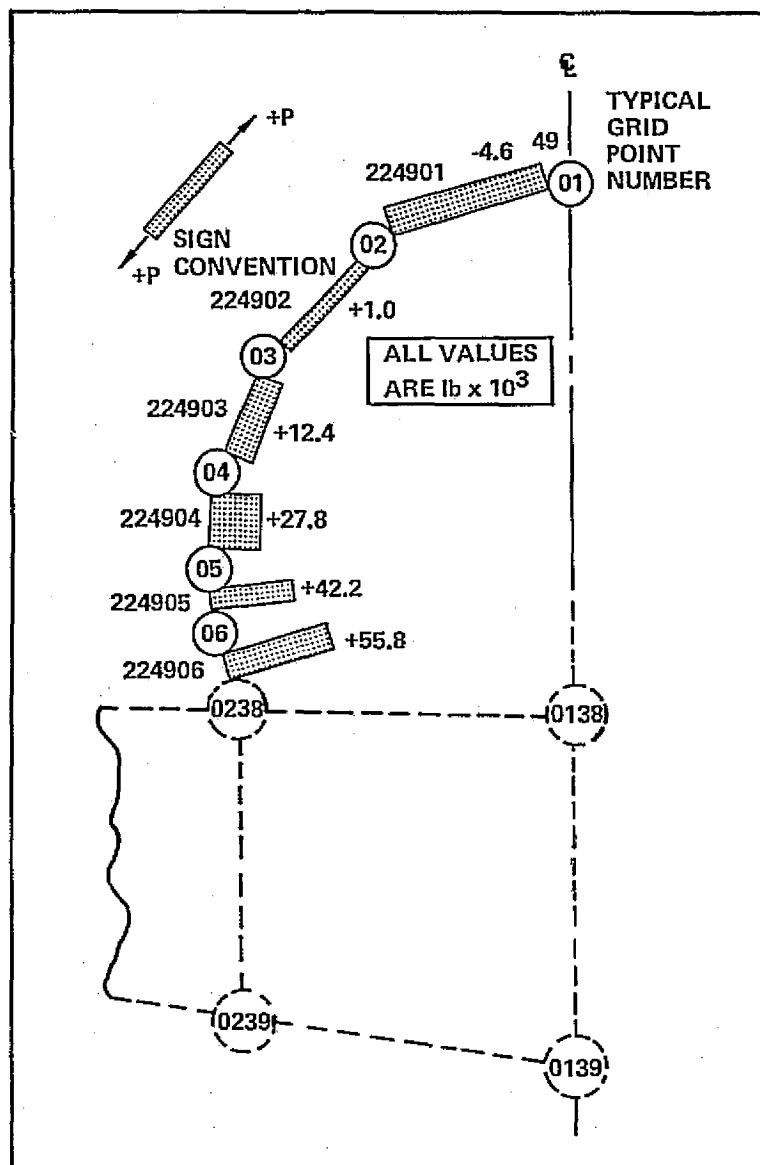 ℄
TYPICAL
GRID
POINT
NUMBER
49
01
-4.6
224901
+P
+P
SIGN
CONVENTION
02
224902
+1.0
03
ALL VALUES
ARE lb x 10³
224903
+12.4
04
224904
+27.8
05
224905
+42.2
06
224906
+55.8
0238
0138
0239
0139